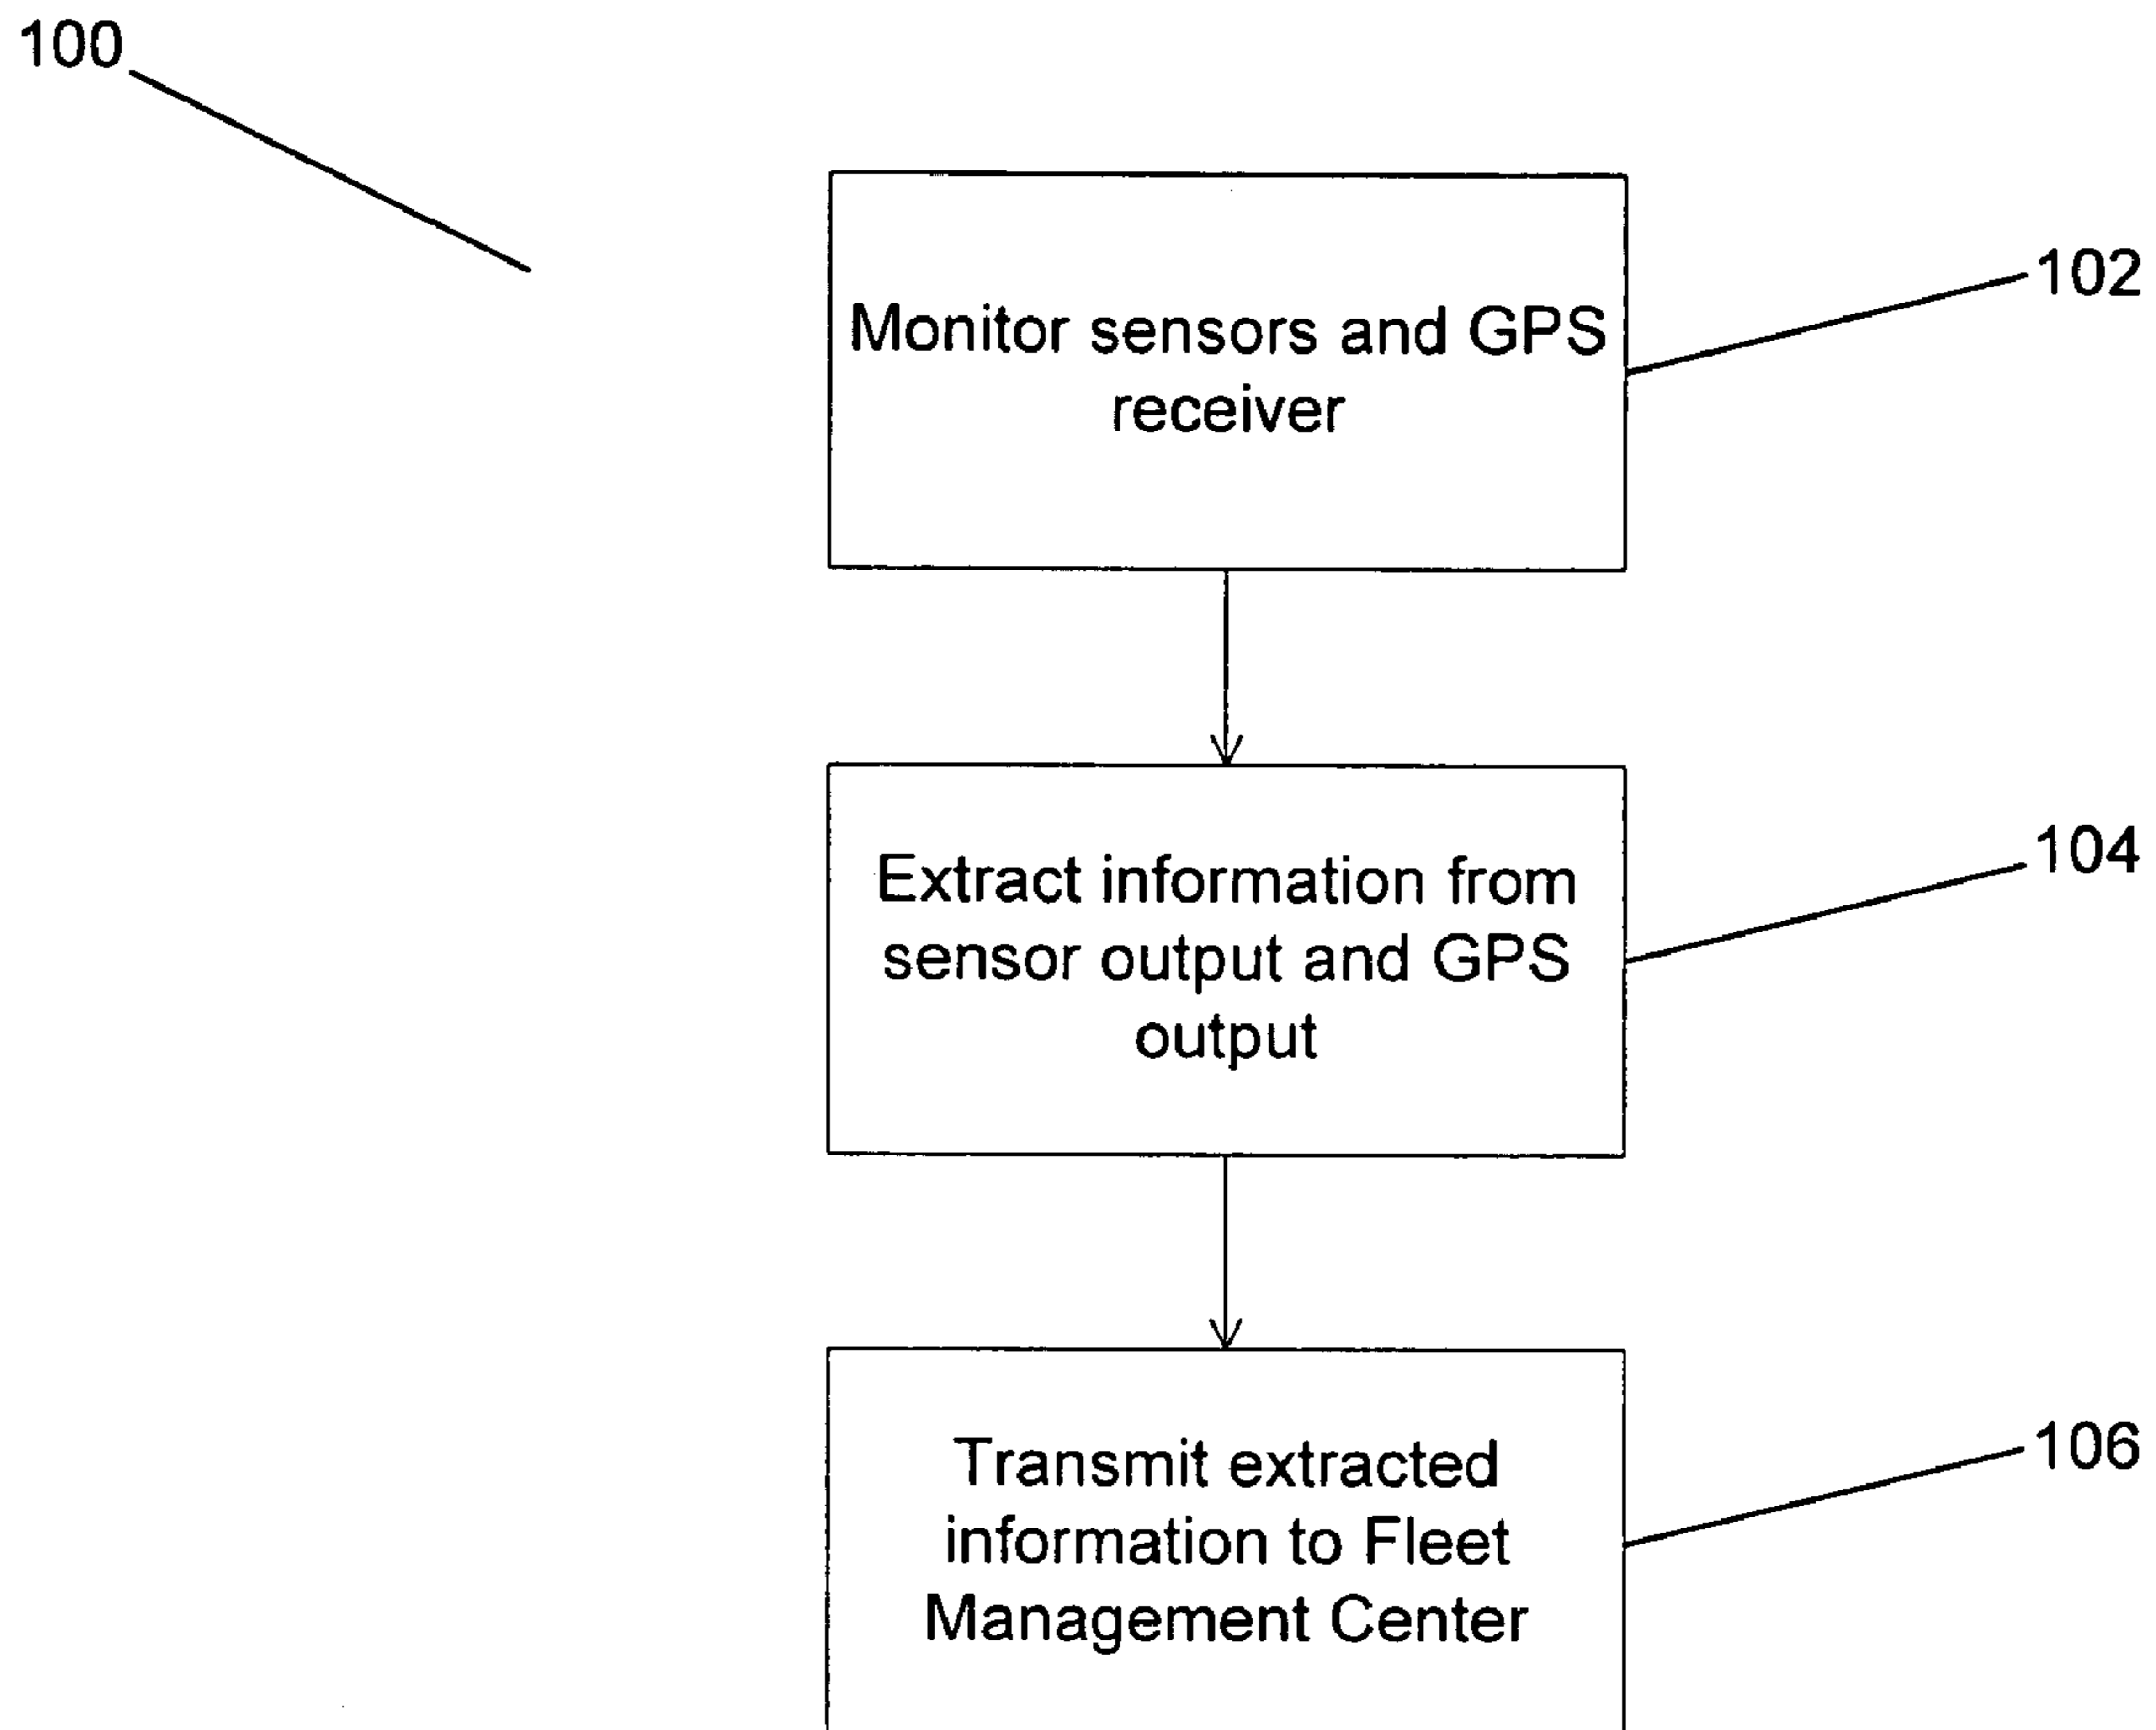 100
Monitor sensors and GPS
receiver
102
Extract information from
sensor output and GPS
output
104
Transmit extracted
information to Fleet
Management Center
106